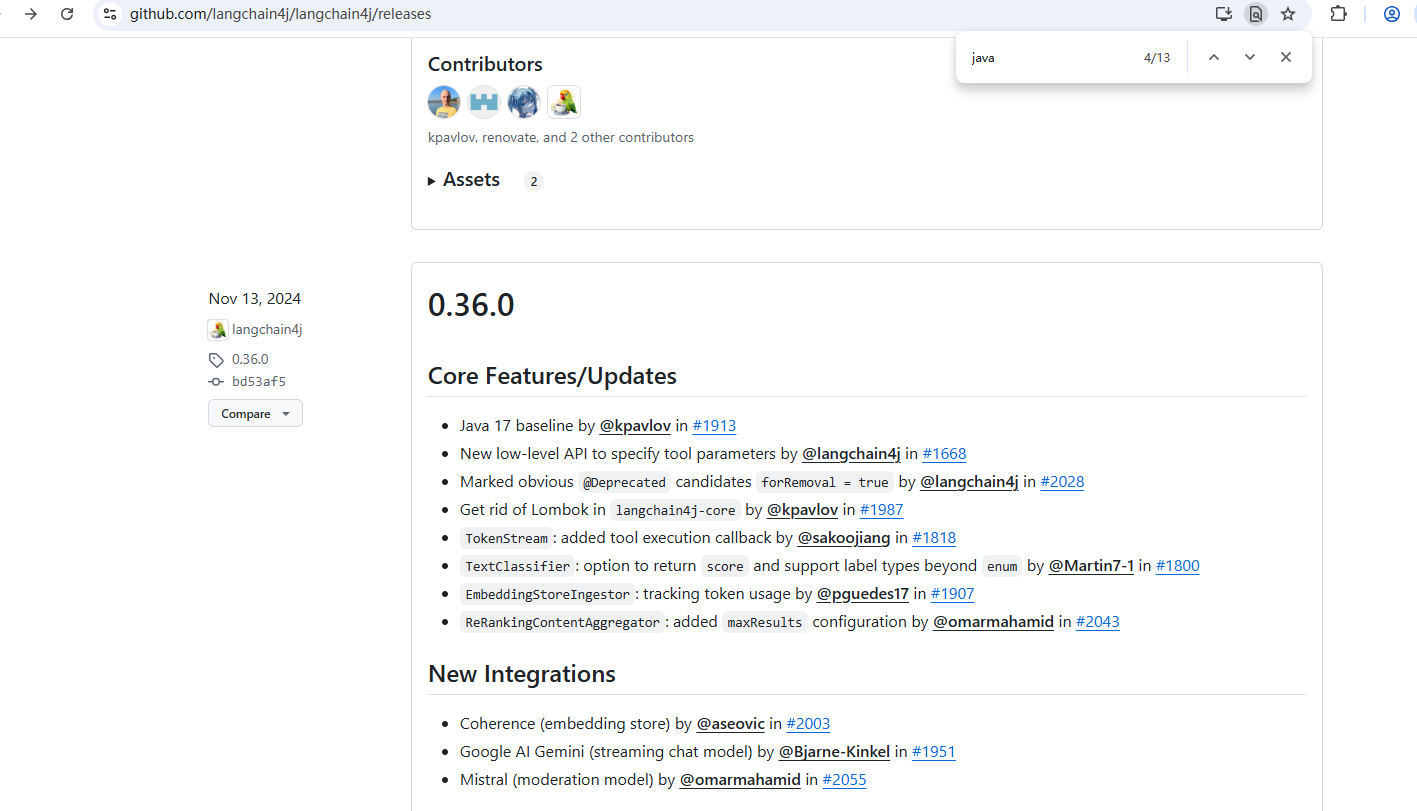 github.com/langchain4j/langchain4j/releases
java 4/13
Contributors
kpavlov, renovate, and 2 other contributors
Assets 2
Nov 13, 2024
langchain4j
0.36.0
bd53af5
Compare
0.36.0
Core Features/Updates
Java 17 baseline by @kpavlov in #1913
New low-level API to specify tool parameters by @langchain4j in #1668
Marked obvious @Deprecated candidates forRemoval = true by @langchain4j in #2028
Get rid of Lombok in langchain4j-core by @kpavlov in #1987
TokenStream: added tool execution callback by @sakoojiang in #1818
TextClassifier: option to return score and support label types beyond enum by @Martin7-1 in #1800
EmbeddingStoreIngestor: tracking token usage by @pguedes17 in #1907
ReRankingContentAggregator: added maxResults configuration by @omarmahamid in #2043
New Integrations
Coherence (embedding store) by @aseovic in #2003
Google AI Gemini (streaming chat model) by @Bjarne-Kinkel in #1951
Mistral (moderation model) by @omarmahamid in #2055